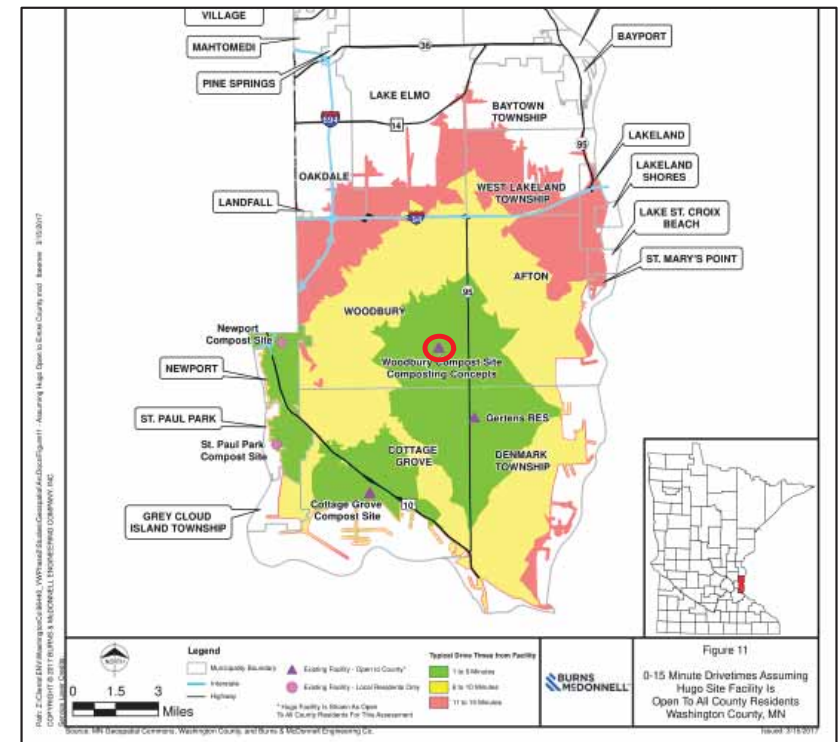 VILLAGE
MAHTOMEDI
PINE SPRINGS
36
BAYPORT
LAKE ELMO
694
14
BAYTOWN
TOWNSHIP
95
LAKELAND
OAKDALE
LAKELAND
SHORES
WEST LAKELAND
TOWNSHIP
LANDFALL
LAKE ST. CROIX
BEACH
ST. MARY'S POINT
AFTON
95
WOODBURY
Newport
Compost Site
Woodbury Compost Site
Composting Concepts
NEWPORT
ST. PAUL PARK
Gertens RES
St. Paul Park
Compost Site
COTTAGE
GROVE
DENMARK
TOWNSHIP
Cottage Grove
Compost Site
10
GREY CLOUD
ISLAND TOWNSHIP
NORTH
0 1.5 3
Miles
Legend
Municipality Boundary
Interstate
Highway
Existing Facility - Open to County*
Existing Facility - Local Residents Only
* Hugo Facility Is Shown As Open
To All County Residents For This Assessment
Typical Drive Times from Facility
1 to 5 Minutes
6 to 10 Minutes
11 to 15 Minutes
BURNS
MCDONNELL
Figure 11
0-15 Minute Drivetimes Assuming
Hugo Site Facility Is
Open To All County Residents
Washington County, MN
Source: MN Geospatial Commons, Washington County, and Burns & McDonnell Engineering Co.
Issued: 3/15/2017
COPYRIGHT © 2017 BURNS & McDONNELL ENGINEERING COMPANY, INC.
Service Layer Credits: